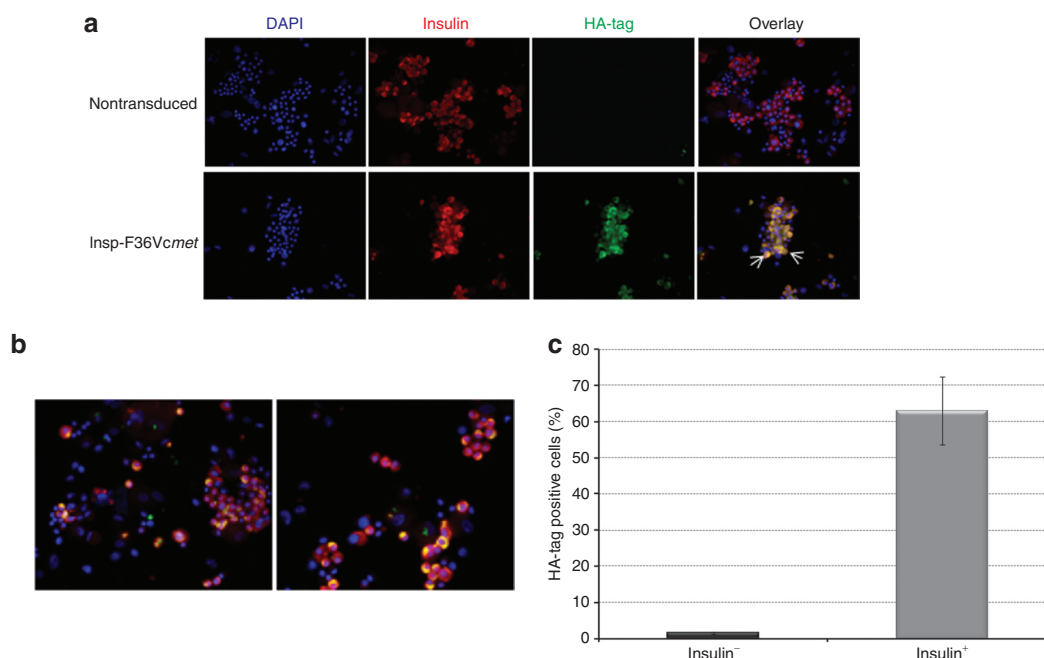 a
DAPI Insulin HA-tag Overlay
Nontransduced
Insp-F36Vcmet
b
c
HA-tag positive cells (%)
80
70
60
50
40
30
20
10
0
Insulin⁻ Insulin⁺